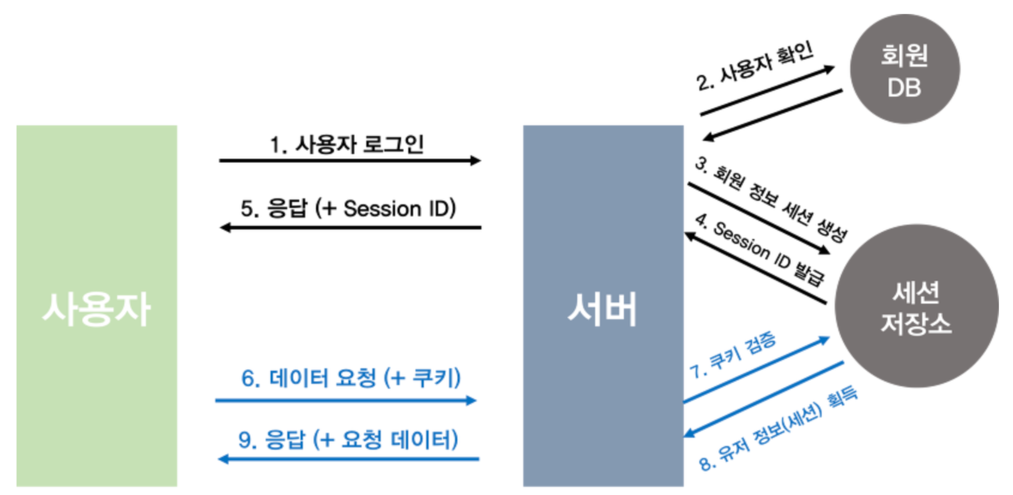 2. 사용자 확인
회원
DB
1. 사용자 로그인
3. 회원 정보 세션 생성
5. 응답 (+ Session ID)
4. Session ID 발급
사용자
서버
세션
저장소
7. 쿠키 검증
6. 데이터 요청 (+ 쿠키)
8. 유저 정보(세션) 획득
9. 응답 (+ 요청 데이터)